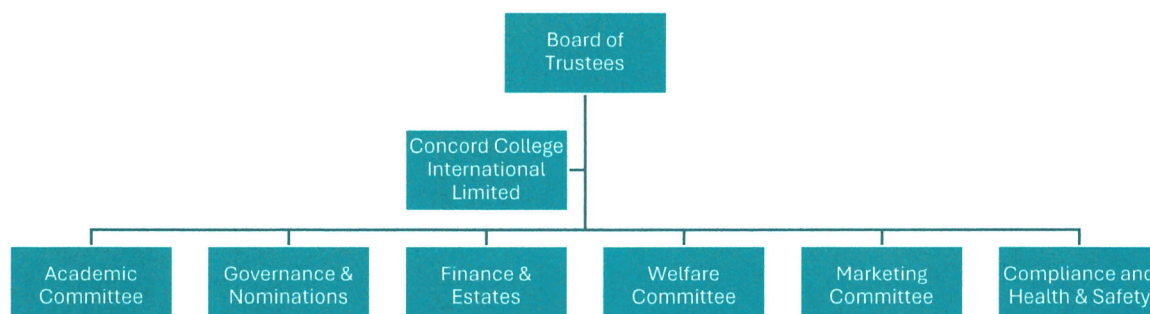 Board of
Trustees
Concord College
International
Limited
Academic
Committee
Governance &
Nominations
Finance &
Estates
Welfare
Committee
Marketing
Committee
Compliance and
Health & Safety